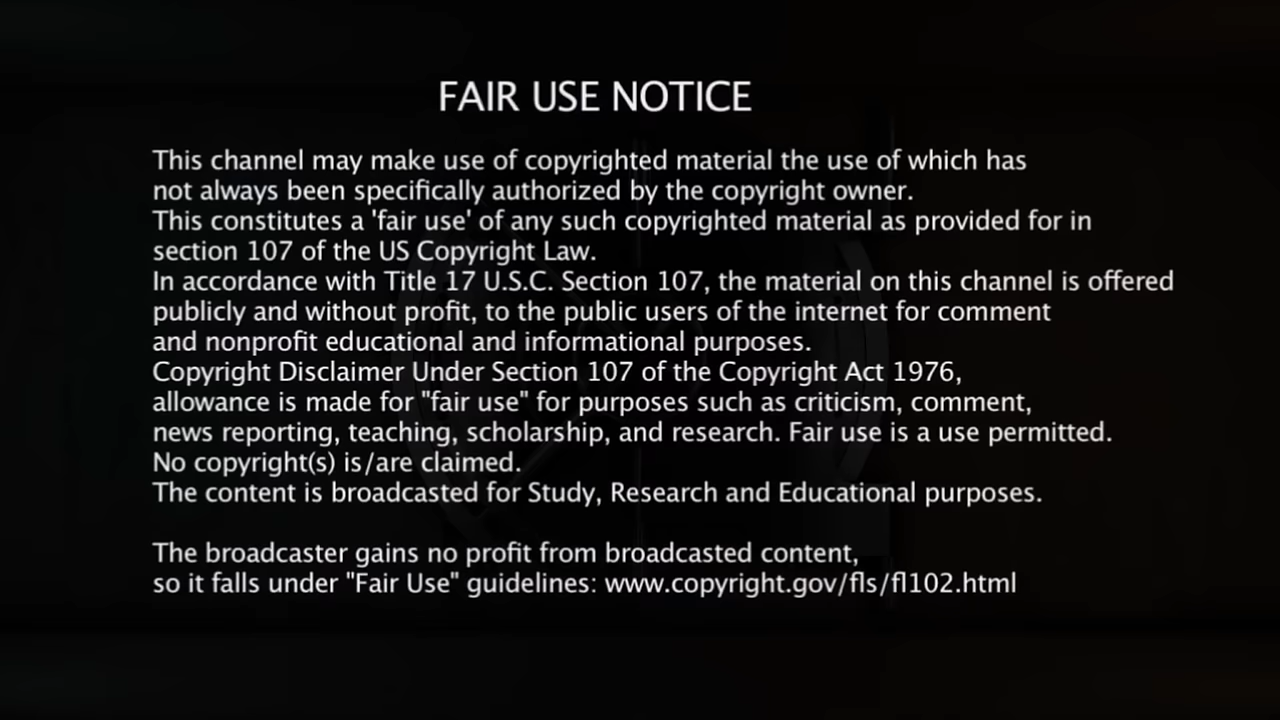 FAIR USE NOTICE
This channel may make use of copyrighted material the use of which has
not always been specifically authorized by the copyright owner.
This constitutes a 'fair use' of any such copyrighted material as provided for in
section 107 of the US Copyright Law.
In accordance with Title 17 U.S.C. Section 107, the material on this channel is offered
publicly and without profit, to the public users of the internet for comment
and nonprofit educational and informational purposes.
Copyright Disclaimer Under Section 107 of the Copyright Act 1976,
allowance is made for "fair use" for purposes such as criticism, comment,
news reporting, teaching, scholarship, and research. Fair use is a use permitted.
No copyright(s) is/are claimed.
The content is broadcasted for Study, Research and Educational purposes.
The broadcaster gains no profit from broadcasted content,
so it falls under "Fair Use" guidelines: www.copyright.gov/fls/fl102.html